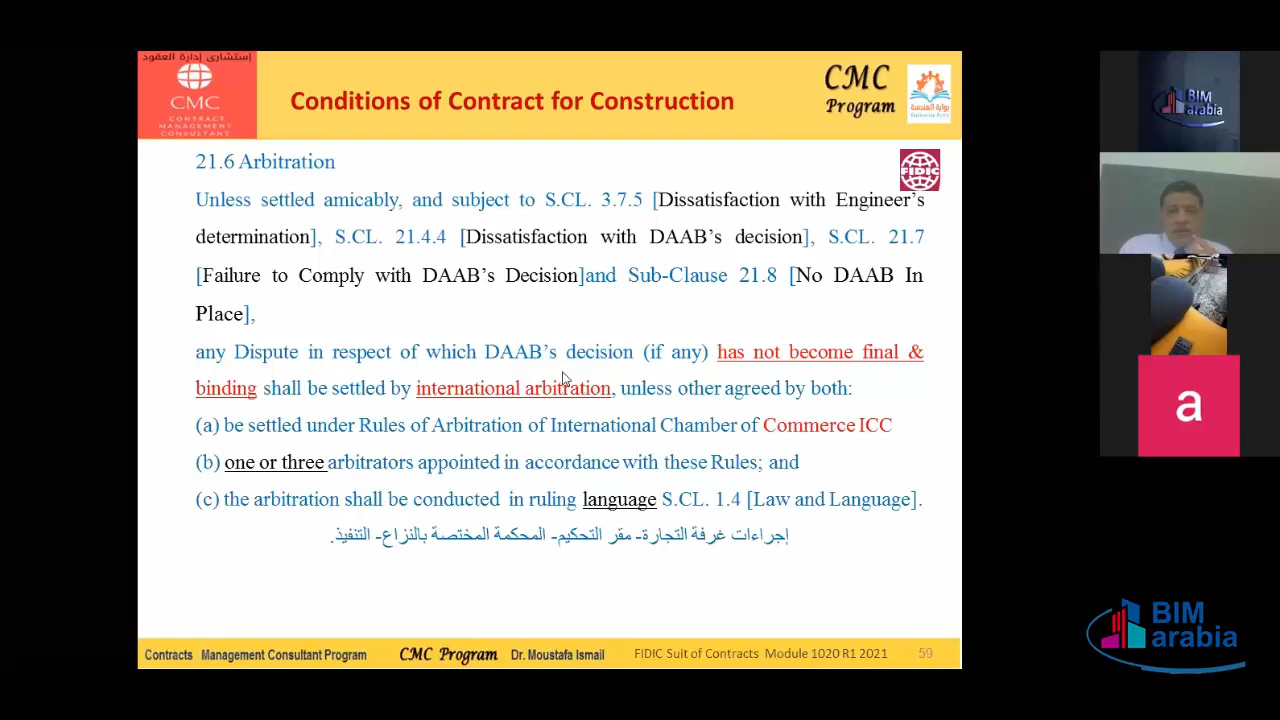 إستشاري إدارة العقود
CMC
CONTRACT
MANAGEMENT
CONSULTANT
Conditions of Contract for Construction
CMC
Program
بوابة الهندسة
FIDIC
21.6 Arbitration
Unless settled amicably, and subject to S.CL. 3.7.5 [Dissatisfaction with Engineer's
determination], S.CL. 21.4.4 [Dissatisfaction with DAAB's decision], S.CL. 21.7
[Failure to Comply with DAAB's Decision]and Sub-Clause 21.8 [No DAAB In
Place],
any Dispute in respect of which DAAB's decision (if any) has not become final &
binding shall be settled by international arbitration, unless other agreed by both:
(a) be settled under Rules of Arbitration of International Chamber of Commerce ICC
(b) one or three arbitrators appointed in accordance with these Rules; and
(c) the arbitration shall be conducted in ruling language S.CL. 1.4 [Law and Language].
إجراءات غرفة التجارة- مقر التحكيم- المحكمة المختصة بالنزاع- التنفيذ.
Contracts Management Consultant Program CMC Program Dr. Moustafa Ismail FIDIC Suit of Contracts Module 1020 R1 2021 59
BIM
arabia
a
BIM
arabia